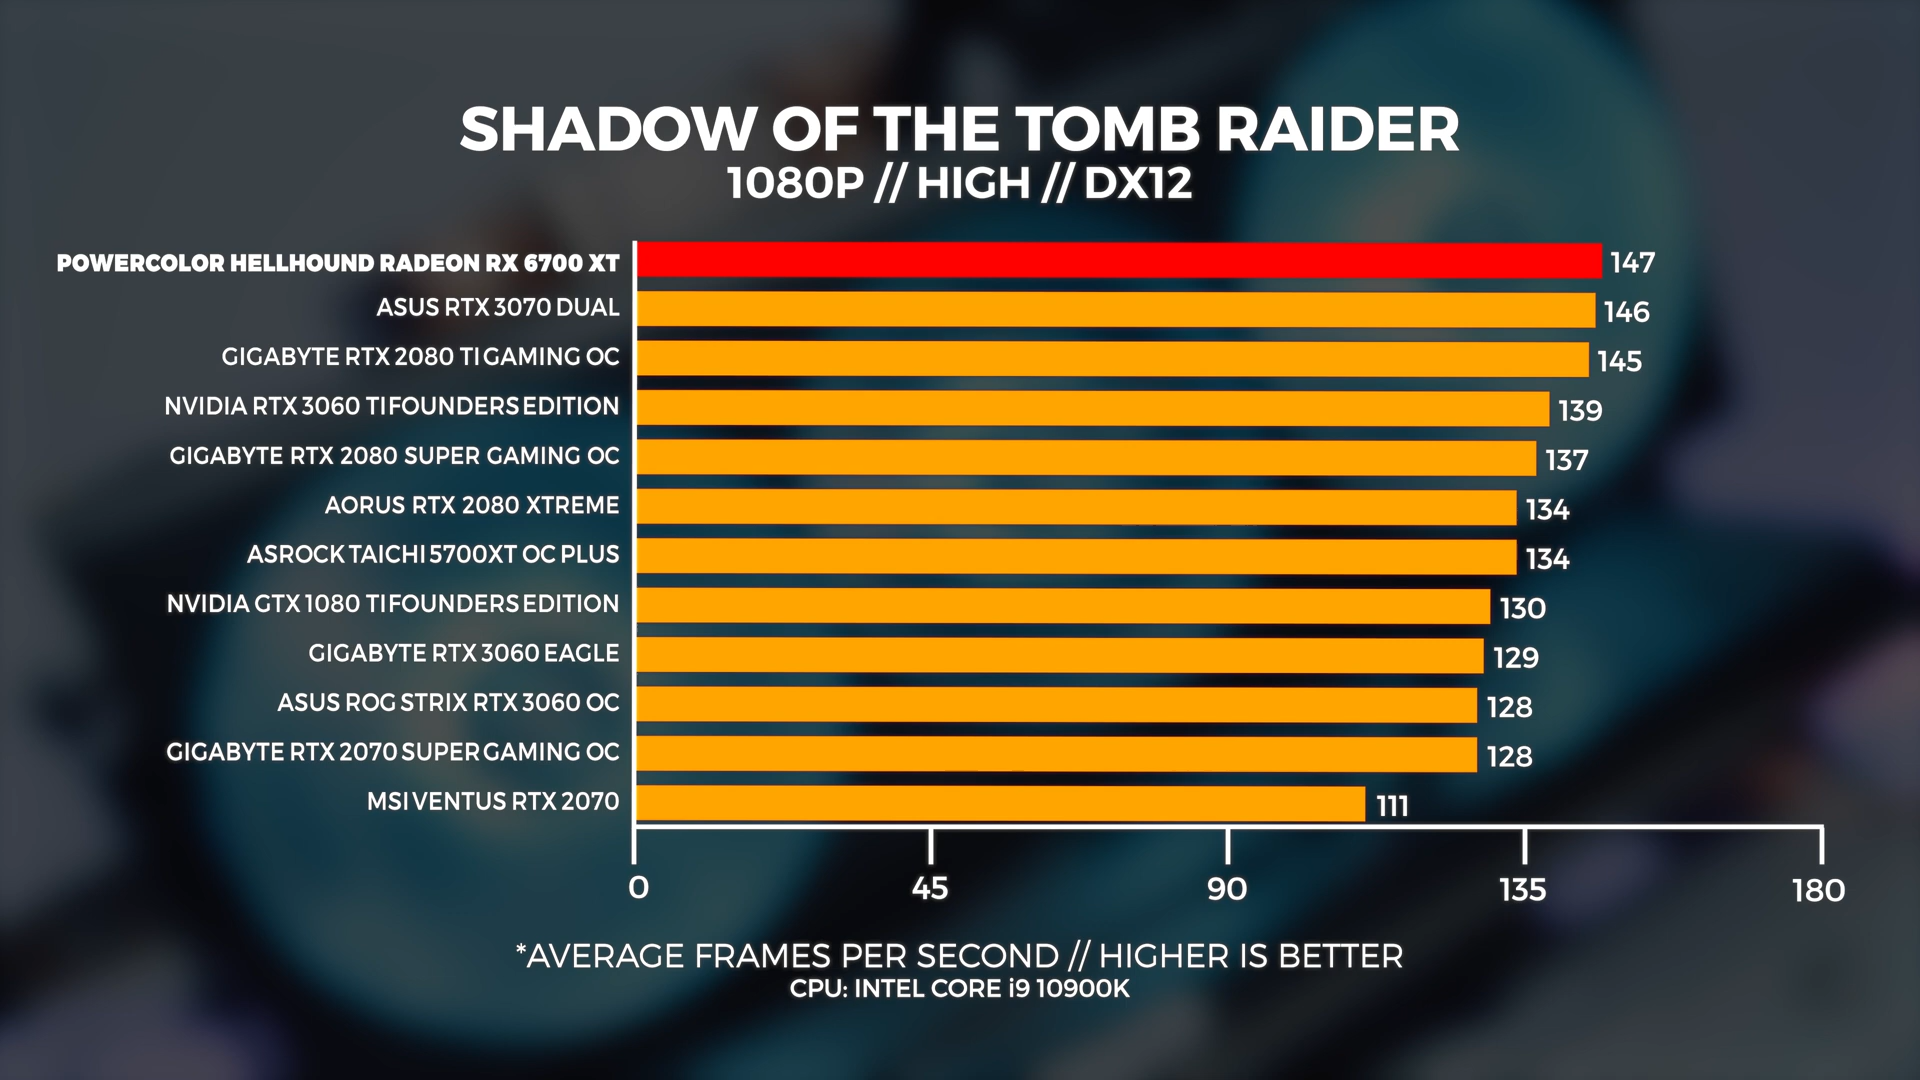 SHADOW OF THE TOMB RAIDER
1080P // HIGH // DX12
POWERCOLOR HELLHOUND RADEON RX 6700 XT 147
ASUS RTX 3070 DUAL 146
GIGABYTE RTX 2080 TI GAMING OC 145
NVIDIA RTX 3060 TI FOUNDERS EDITION 139
GIGABYTE RTX 2080 SUPER GAMING OC 137
AORUS RTX 2080 XTREME 134
ASROCK TAICHI 5700XT OC PLUS 134
NVIDIA GTX 1080 TI FOUNDERS EDITION 130
GIGABYTE RTX 3060 EAGLE 129
ASUS ROG STRIX RTX 3060 OC 128
GIGABYTE RTX 2070 SUPER GAMING OC 128
MSI VENTUS RTX 2070 111
0 45 90 135 180
*AVERAGE FRAMES PER SECOND // HIGHER IS BETTER
CPU: INTEL CORE i9 10900K